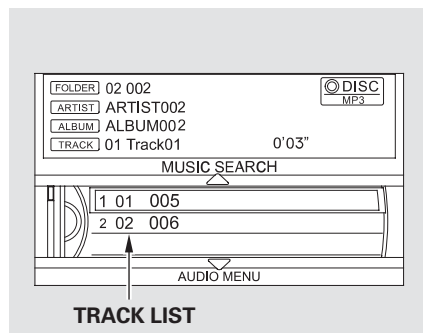 FOLDER 02 002
DISC
MP3
ARTIST ARTIST002
ALBUM ALBUM002
TRACK 01 Track01 0'03"
MUSIC SEARCH
1 01 005
2 02 006
AUDIO MENU
TRACK LIST